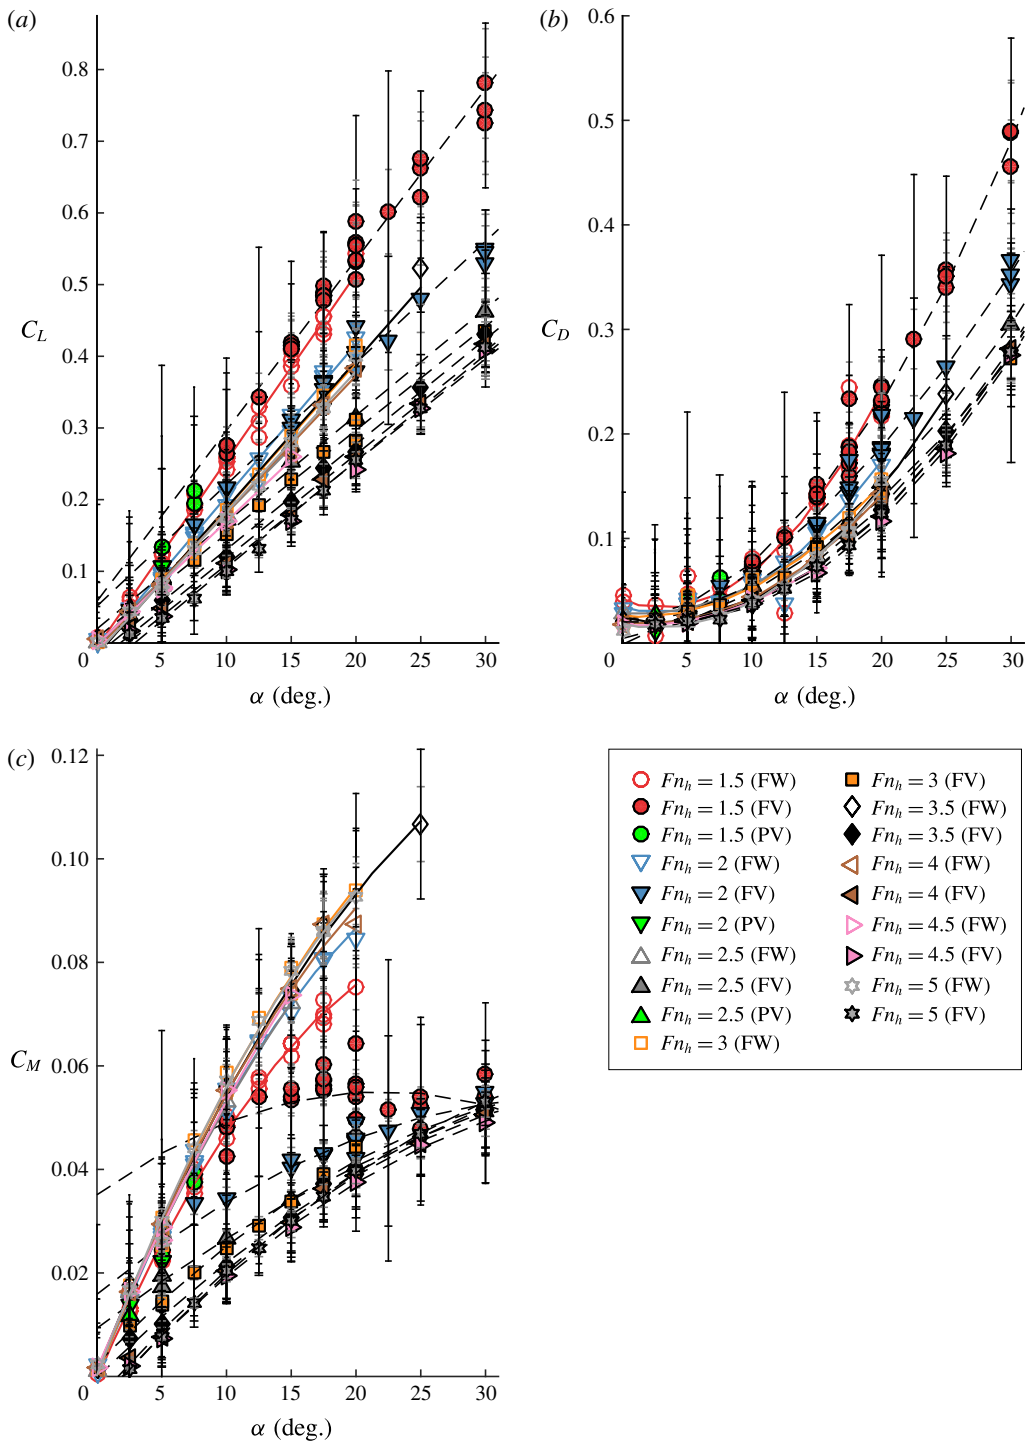 (a)
0.8
0.7
0.6
0.5
C_L
0.4
0.3
0.2
0.1
0 5 10 15 20 25 30
α (deg.)
(b)
0.6
0.5
0.4
C_D
0.3
0.2
0.1
0 5 10 15 20 25 30
α (deg.)
(c)
0.12
0.10
0.08
C_M
0.06
0.04
0.02
0 5 10 15 20 25 30
α (deg.)
Fn_h = 1.5 (FW)
Fn_h = 1.5 (FV)
Fn_h = 1.5 (PV)
Fn_h = 2 (FW)
Fn_h = 2 (FV)
Fn_h = 2 (PV)
Fn_h = 2.5 (FW)
Fn_h = 2.5 (FV)
Fn_h = 2.5 (PV)
Fn_h = 3 (FW)
Fn_h = 3 (FV)
Fn_h = 3.5 (FW)
Fn_h = 3.5 (FV)
Fn_h = 4 (FW)
Fn_h = 4 (FV)
Fn_h = 4.5 (FW)
Fn_h = 4.5 (FV)
Fn_h = 5 (FW)
Fn_h = 5 (FV)